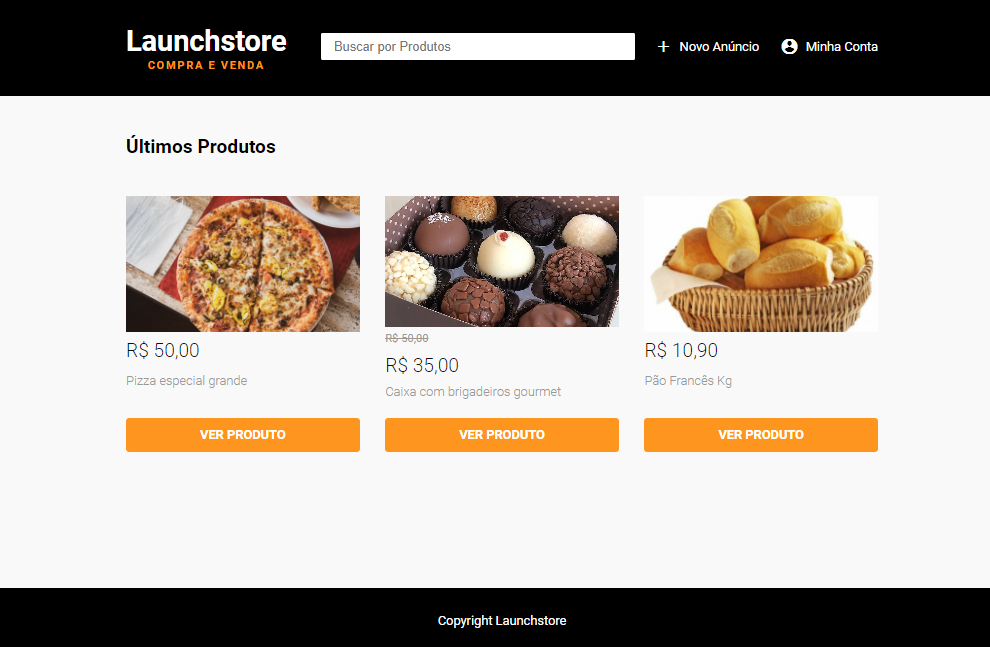 Launchstore
COMPRA E VENDA
Buscar por Produtos
Novo Anúncio
Minha Conta
Últimos Produtos
R$ 50,00
Pizza especial grande
VER PRODUTO
R$ 50,00
R$ 35,00
Caixa com brigadeiros gourmet
VER PRODUTO
R$ 10,90
Pão Francês Kg
VER PRODUTO
Copyright Launchstore